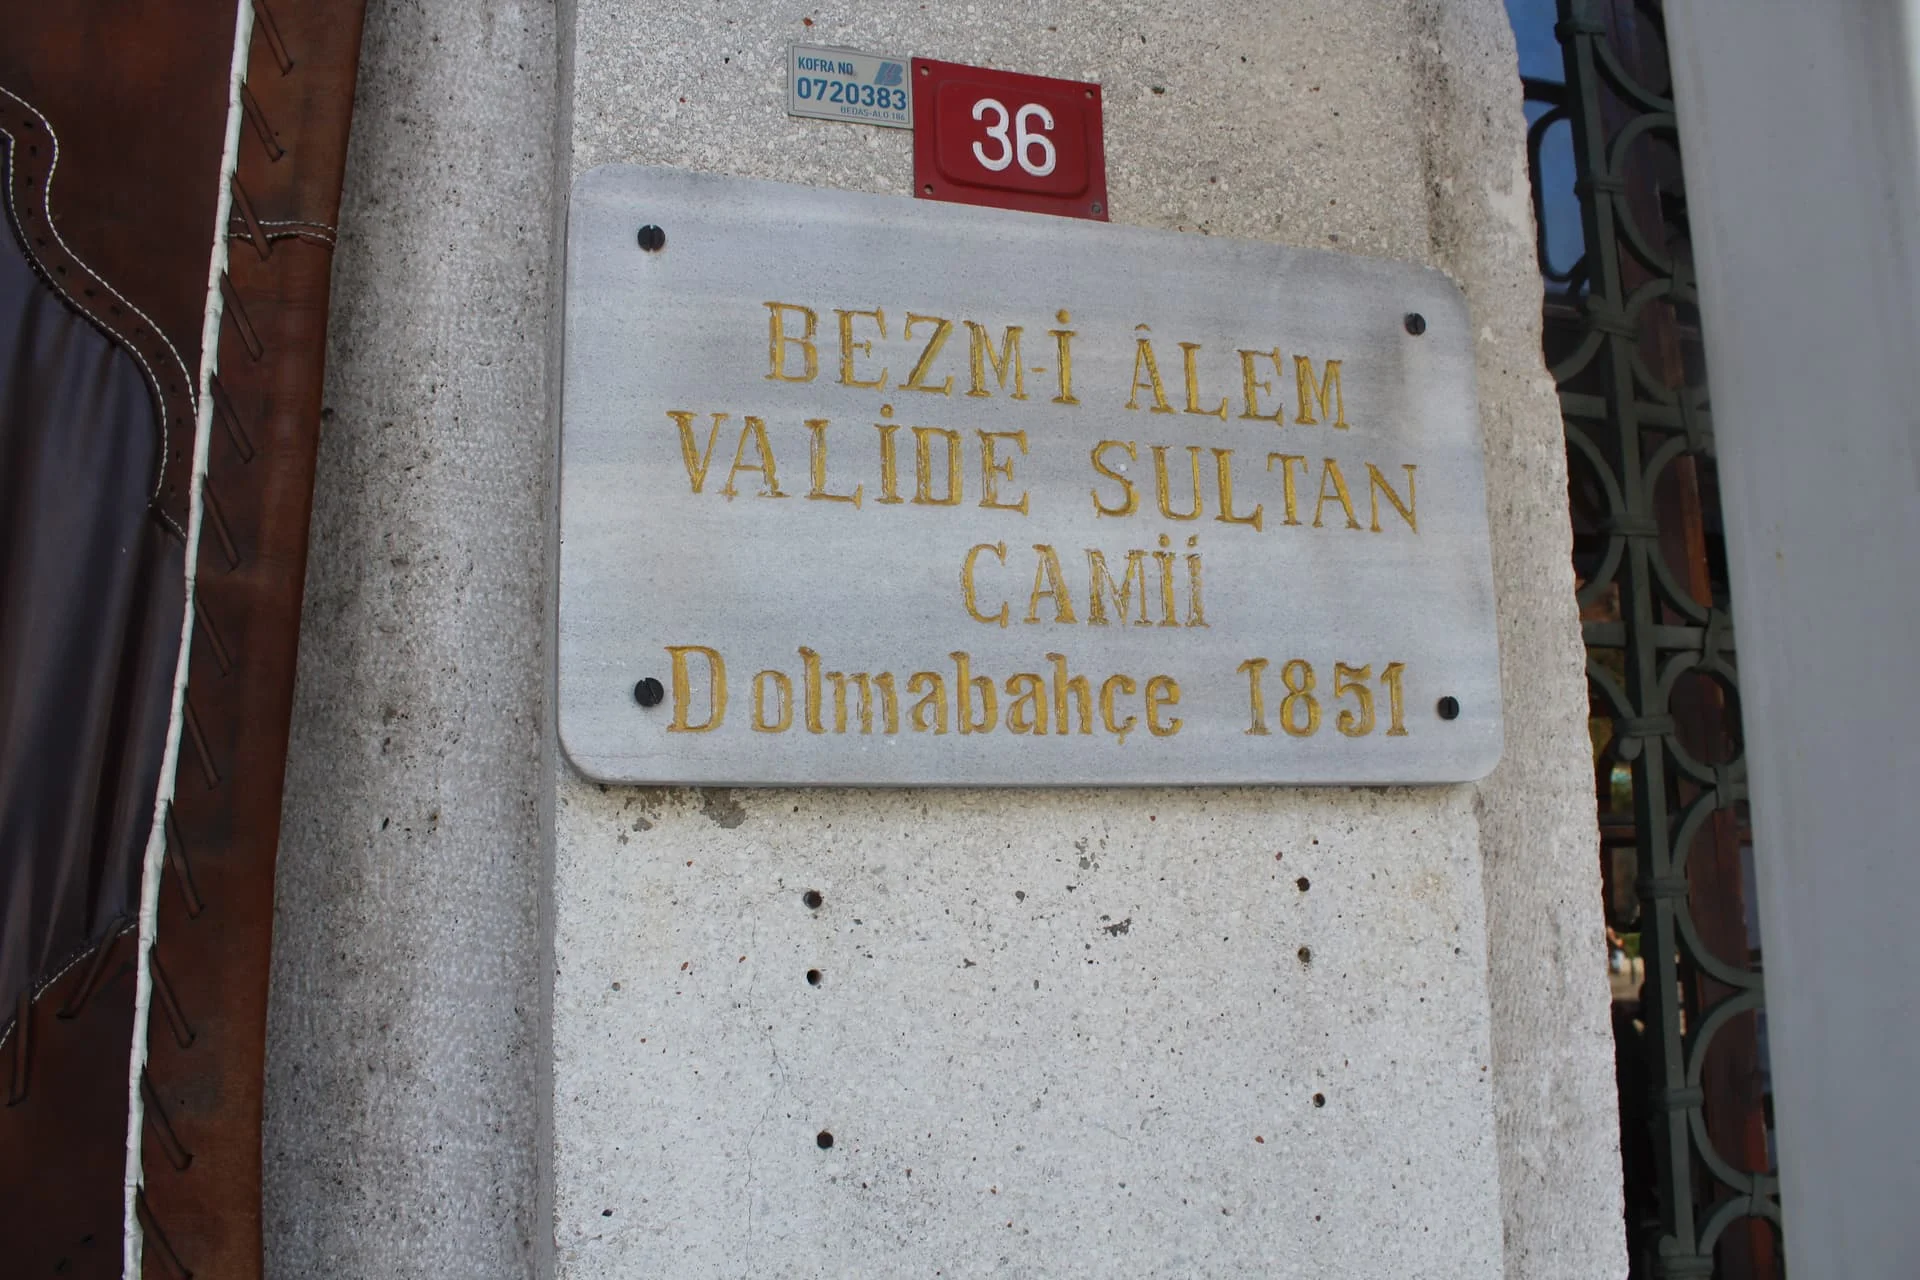 KOFRA NO
0720383
BEDAŞ-ALO 186
36
BEZM-İ ÂLEM
VALİDE SULTAN
CAMİİ
Dolmabahçe 1851